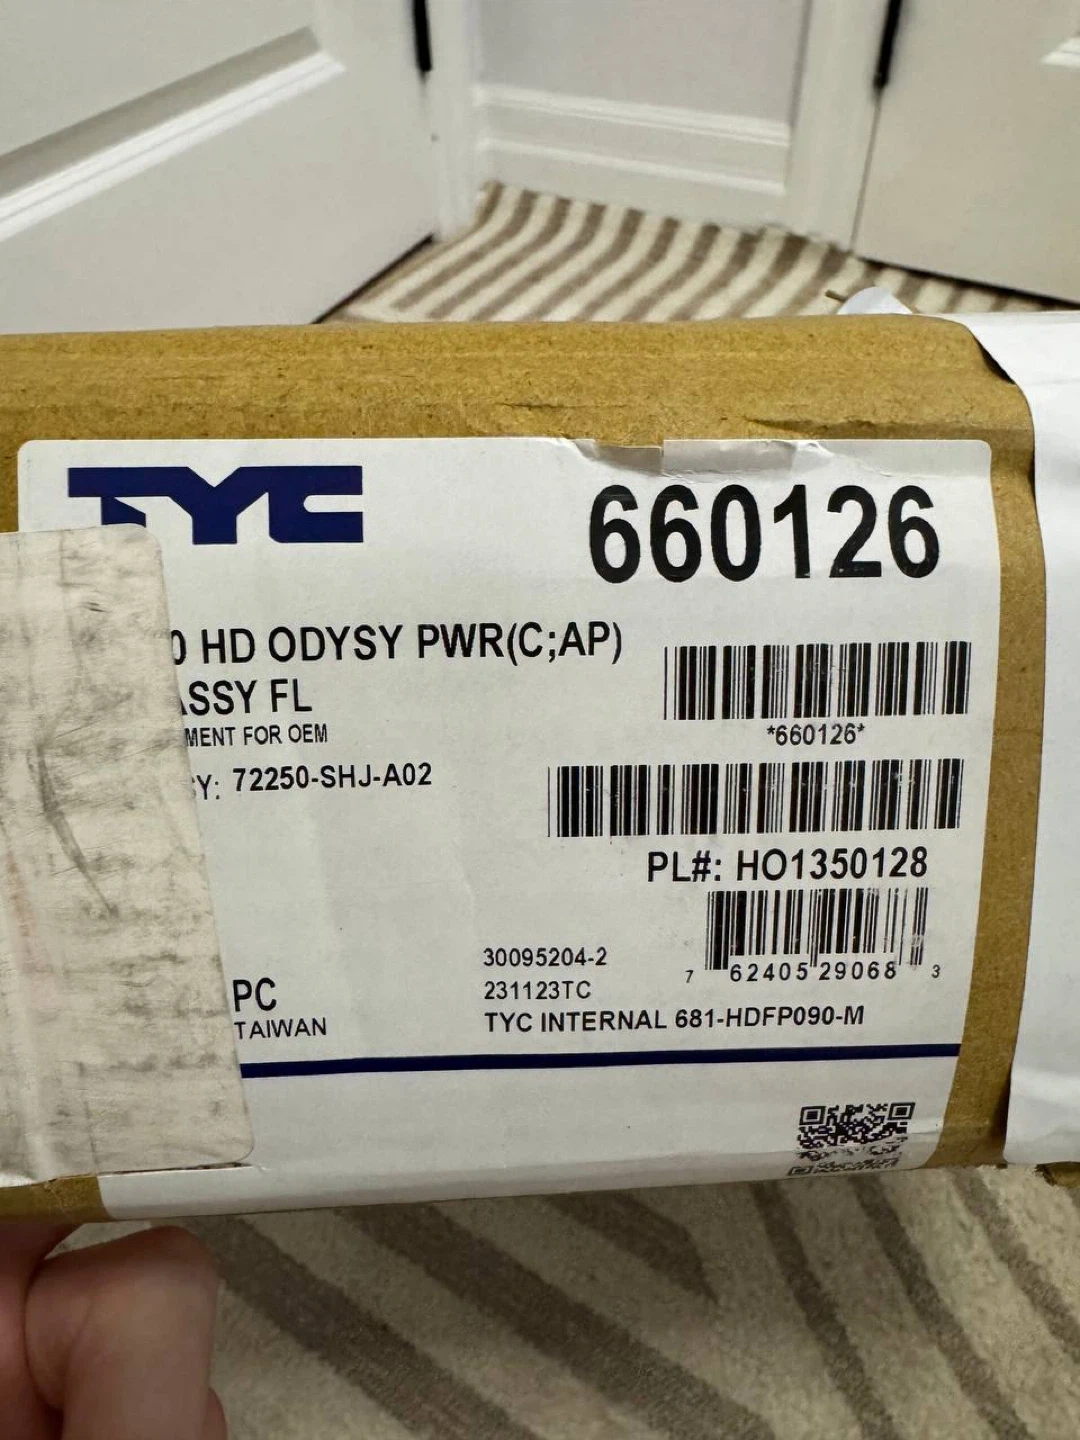 TYC
660126
0 HD ODYSY PWR(C;AP)
ASSY FL
MENT FOR OEM
Y: 72250-SHJ-A02
*660126*
PL#: HO1350128
7 62405 29068 3
30095204-2
231123TC
TYC INTERNAL 681-HDFP090-M
PC
TAIWAN